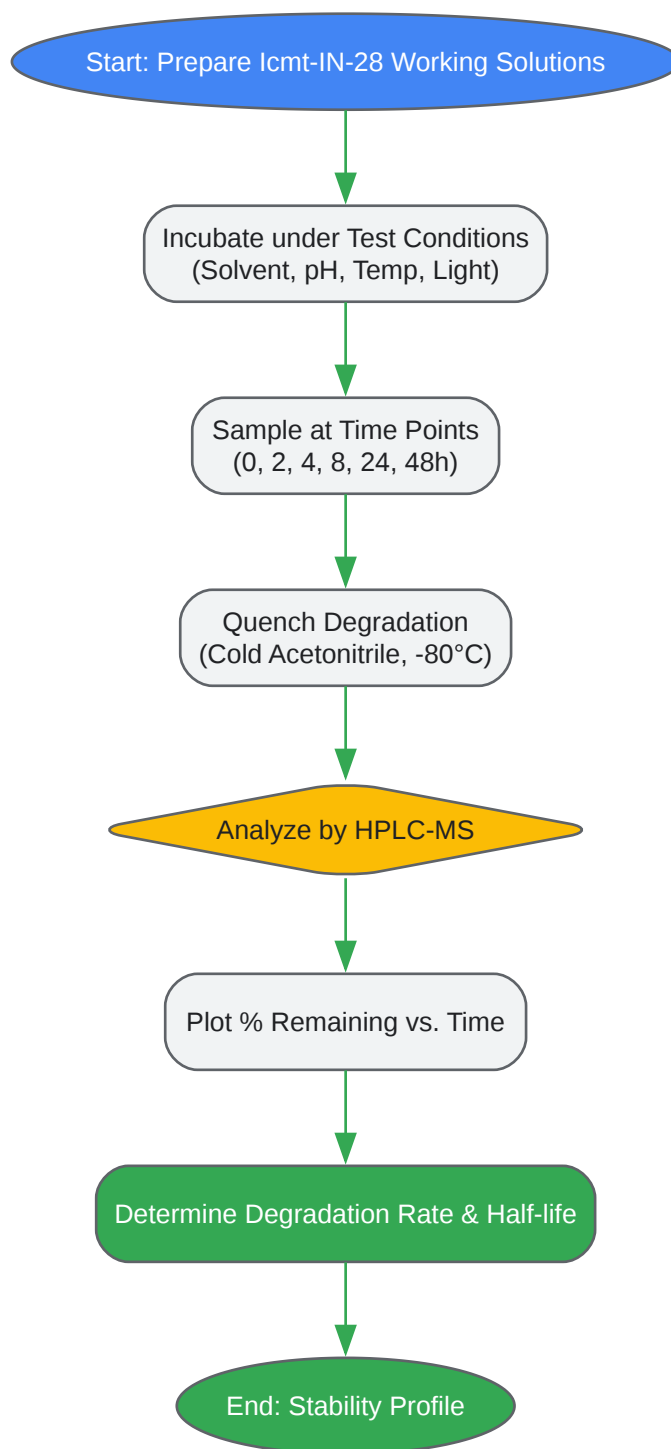 Start: Prepare Icmt-IN-28 Working Solutions
Incubate under Test Conditions
(Solvent, pH, Temp, Light)
Sample at Time Points
(0, 2, 4, 8, 24, 48h)
Quench Degradation
(Cold Acetonitrile, -80°C)
Analyze by HPLC-MS
Plot % Remaining vs. Time
Determine Degradation Rate & Half-life
End: Stability Profile